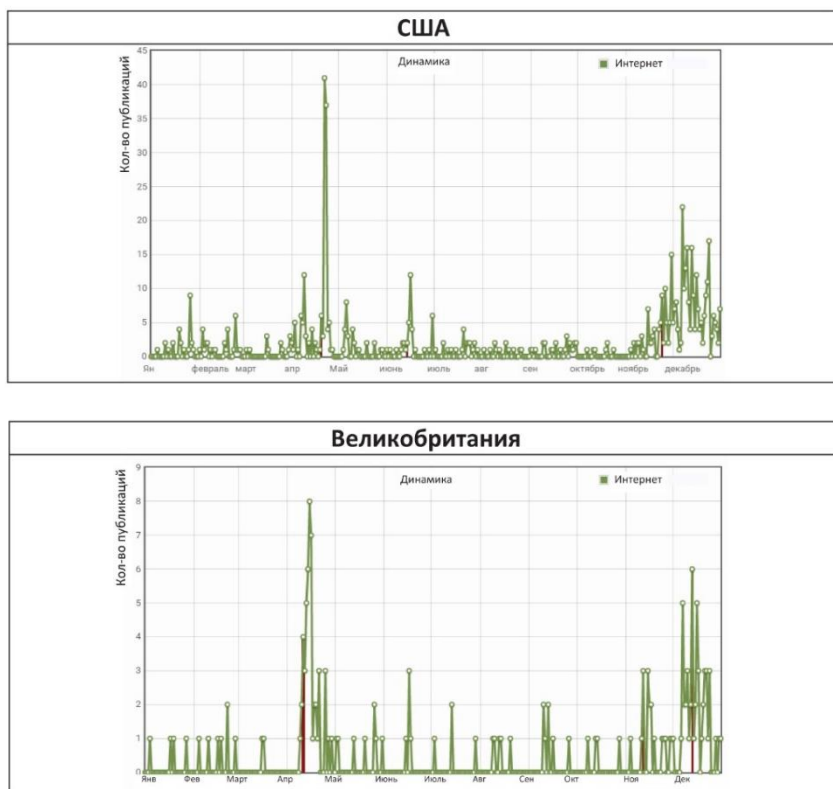 США
Кол-во публикаций
Динамика
Интернет
45
40
35
30
25
20
15
10
5
0
Ян февраль март апр Май июнь июль авг сен октябрь ноябрь декабрь
Великобритания
Кол-во публикаций
Динамика
Интернет
9
8
7
6
5
4
3
2
1
0
Янв Фев Март Апр Май Июнь Июль Авг Сен Окт Ноя Дек